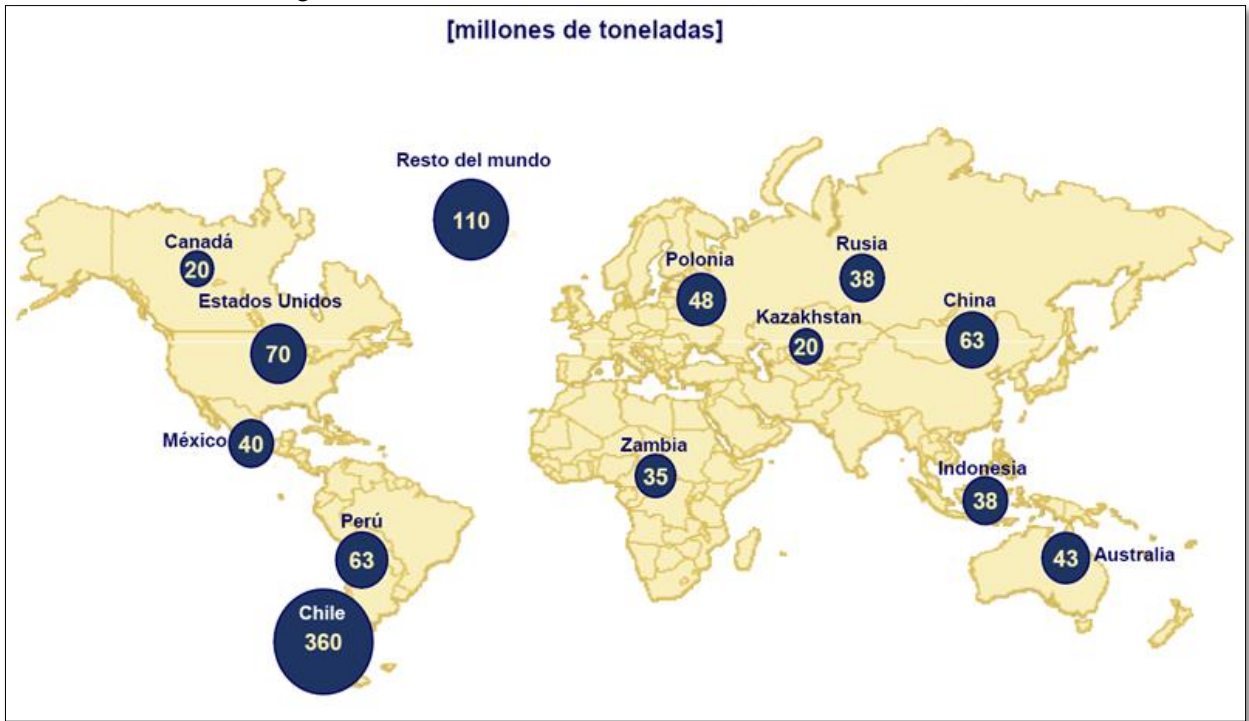 [millones de toneladas]
Resto del mundo
110
Canadá
20
Estados Unidos
70
México
40
Perú
63
Chile
360
Polonia
48
Rusia
38
Kazakhstan
20
China
63
Zambia
35
Indonesia
38
Australia
43